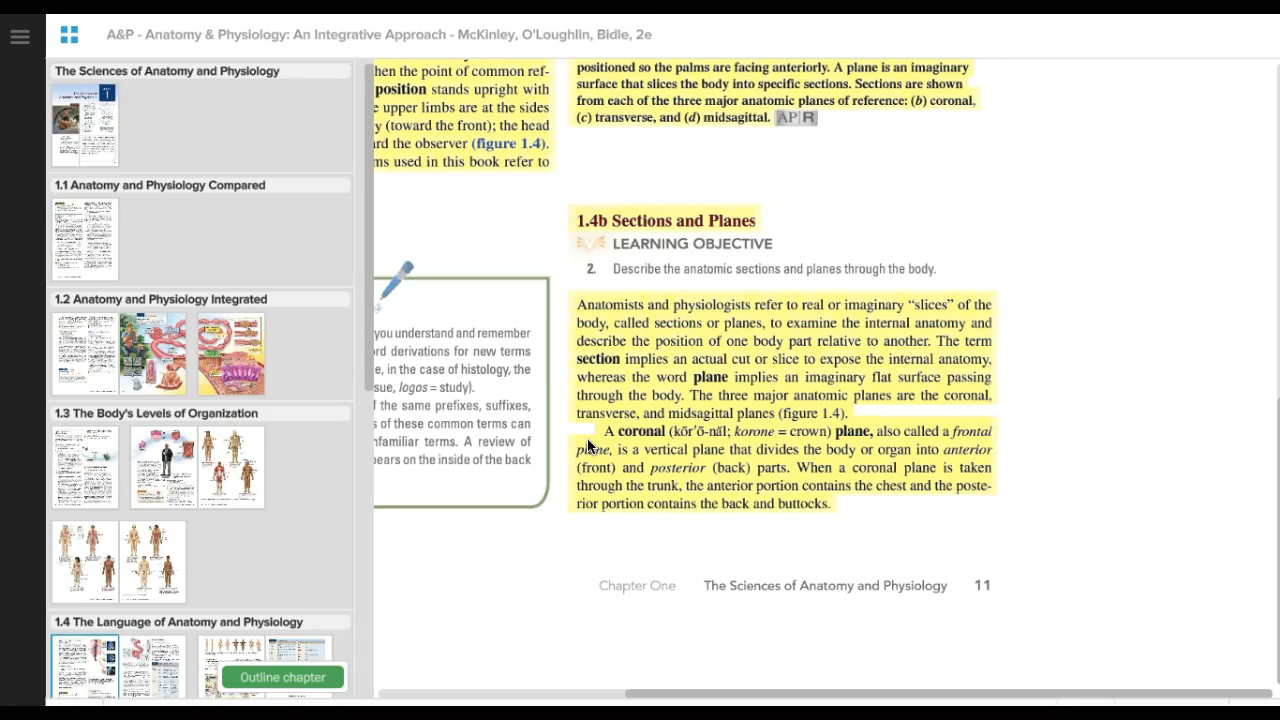 A&P - Anatomy & Physiology: An Integrative Approach - McKinley, O'Loughlin, Bidle, 2e
The Sciences of Anatomy and Physiology
1.1 Anatomy and Physiology Compared
1.2 Anatomy and Physiology Integrated
1.3 The Body's Levels of Organization
1.4 The Language of Anatomy and Physiology
Outline chapter
hen the point of common ref-
position stands upright with
e upper limbs are at the sides
y (toward the front); the head
rd the observer (figure 1.4).
ms used in this book refer to
you understand and remember
rd derivations for new terms
e, in the case of histology, the
sue, logos = study).
f the same prefixes, suffixes,
s of these common terms can
nfamiliar terms. A review of
pears on the inside of the back
positioned so the palms are facing anteriorly. A plane is an imaginary
surface that slices the body into specific sections. Sections are shown
from each of the three major anatomic planes of reference: (b) coronal,
(c) transverse, and (d) midsagittal. AP|R
1.4b Sections and Planes
LEARNING OBJECTIVE
2. Describe the anatomic sections and planes through the body.
Anatomists and physiologists refer to real or imaginary “slices” of the
body, called sections or planes, to examine the internal anatomy and
describe the position of one body part relative to another. The term
section implies an actual cut or slice to expose the internal anatomy,
whereas the word plane implies an imaginary flat surface passing
through the body. The three major anatomic planes are the coronal,
transverse, and midsagittal planes (figure 1.4).
A coronal (kōr′ō-năl; korone = crown) plane, also called a frontal
plane, is a vertical plane that divides the body or organ into anterior
(front) and posterior (back) parts. When a coronal plane is taken
through the trunk, the anterior portion contains the chest and the poste-
rior portion contains the back and buttocks.
Chapter One The Sciences of Anatomy and Physiology 11